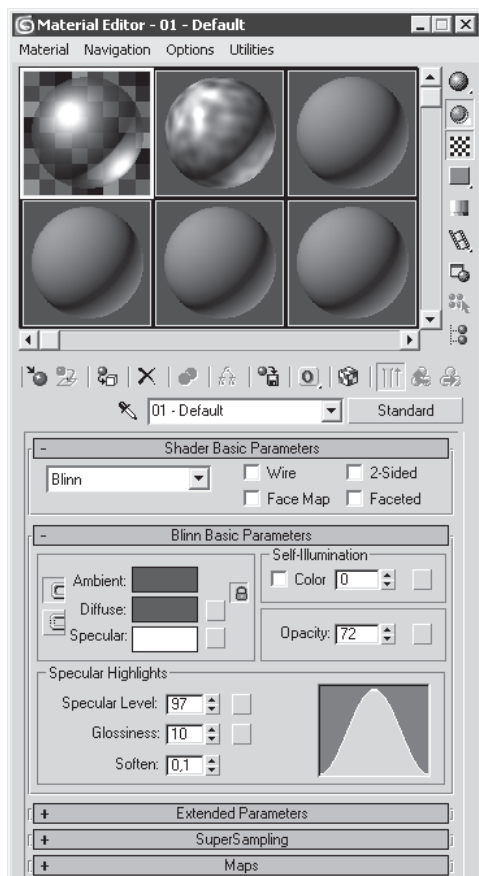 Material Editor - 01 - Default
Material Navigation Options Utilities
01 - Default
Standard
Shader Basic Parameters
Blinn
Wire
2-Sided
Face Map
Faceted
Blinn Basic Parameters
Ambient:
Diffuse:
Specular:
Self-Illumination
Color 0
Opacity: 72
Specular Highlights
Specular Level: 97
Glossiness: 10
Soften: 0,1
+ Extended Parameters
+ SuperSampling
+ Maps